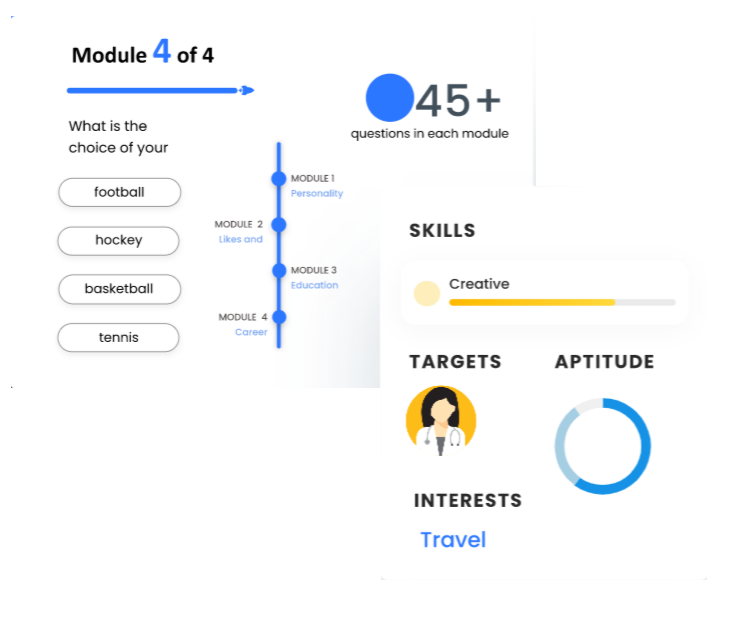 Module 4 of 4
What is the
choice of your
football
hockey
basketball
tennis
45+
questions in each module
MODULE 1
Personality
MODULE 2
Likes and
MODULE 3
Education
MODULE 4
Career
SKILLS
Creative
TARGETS
APTITUDE
INTERESTS
Travel